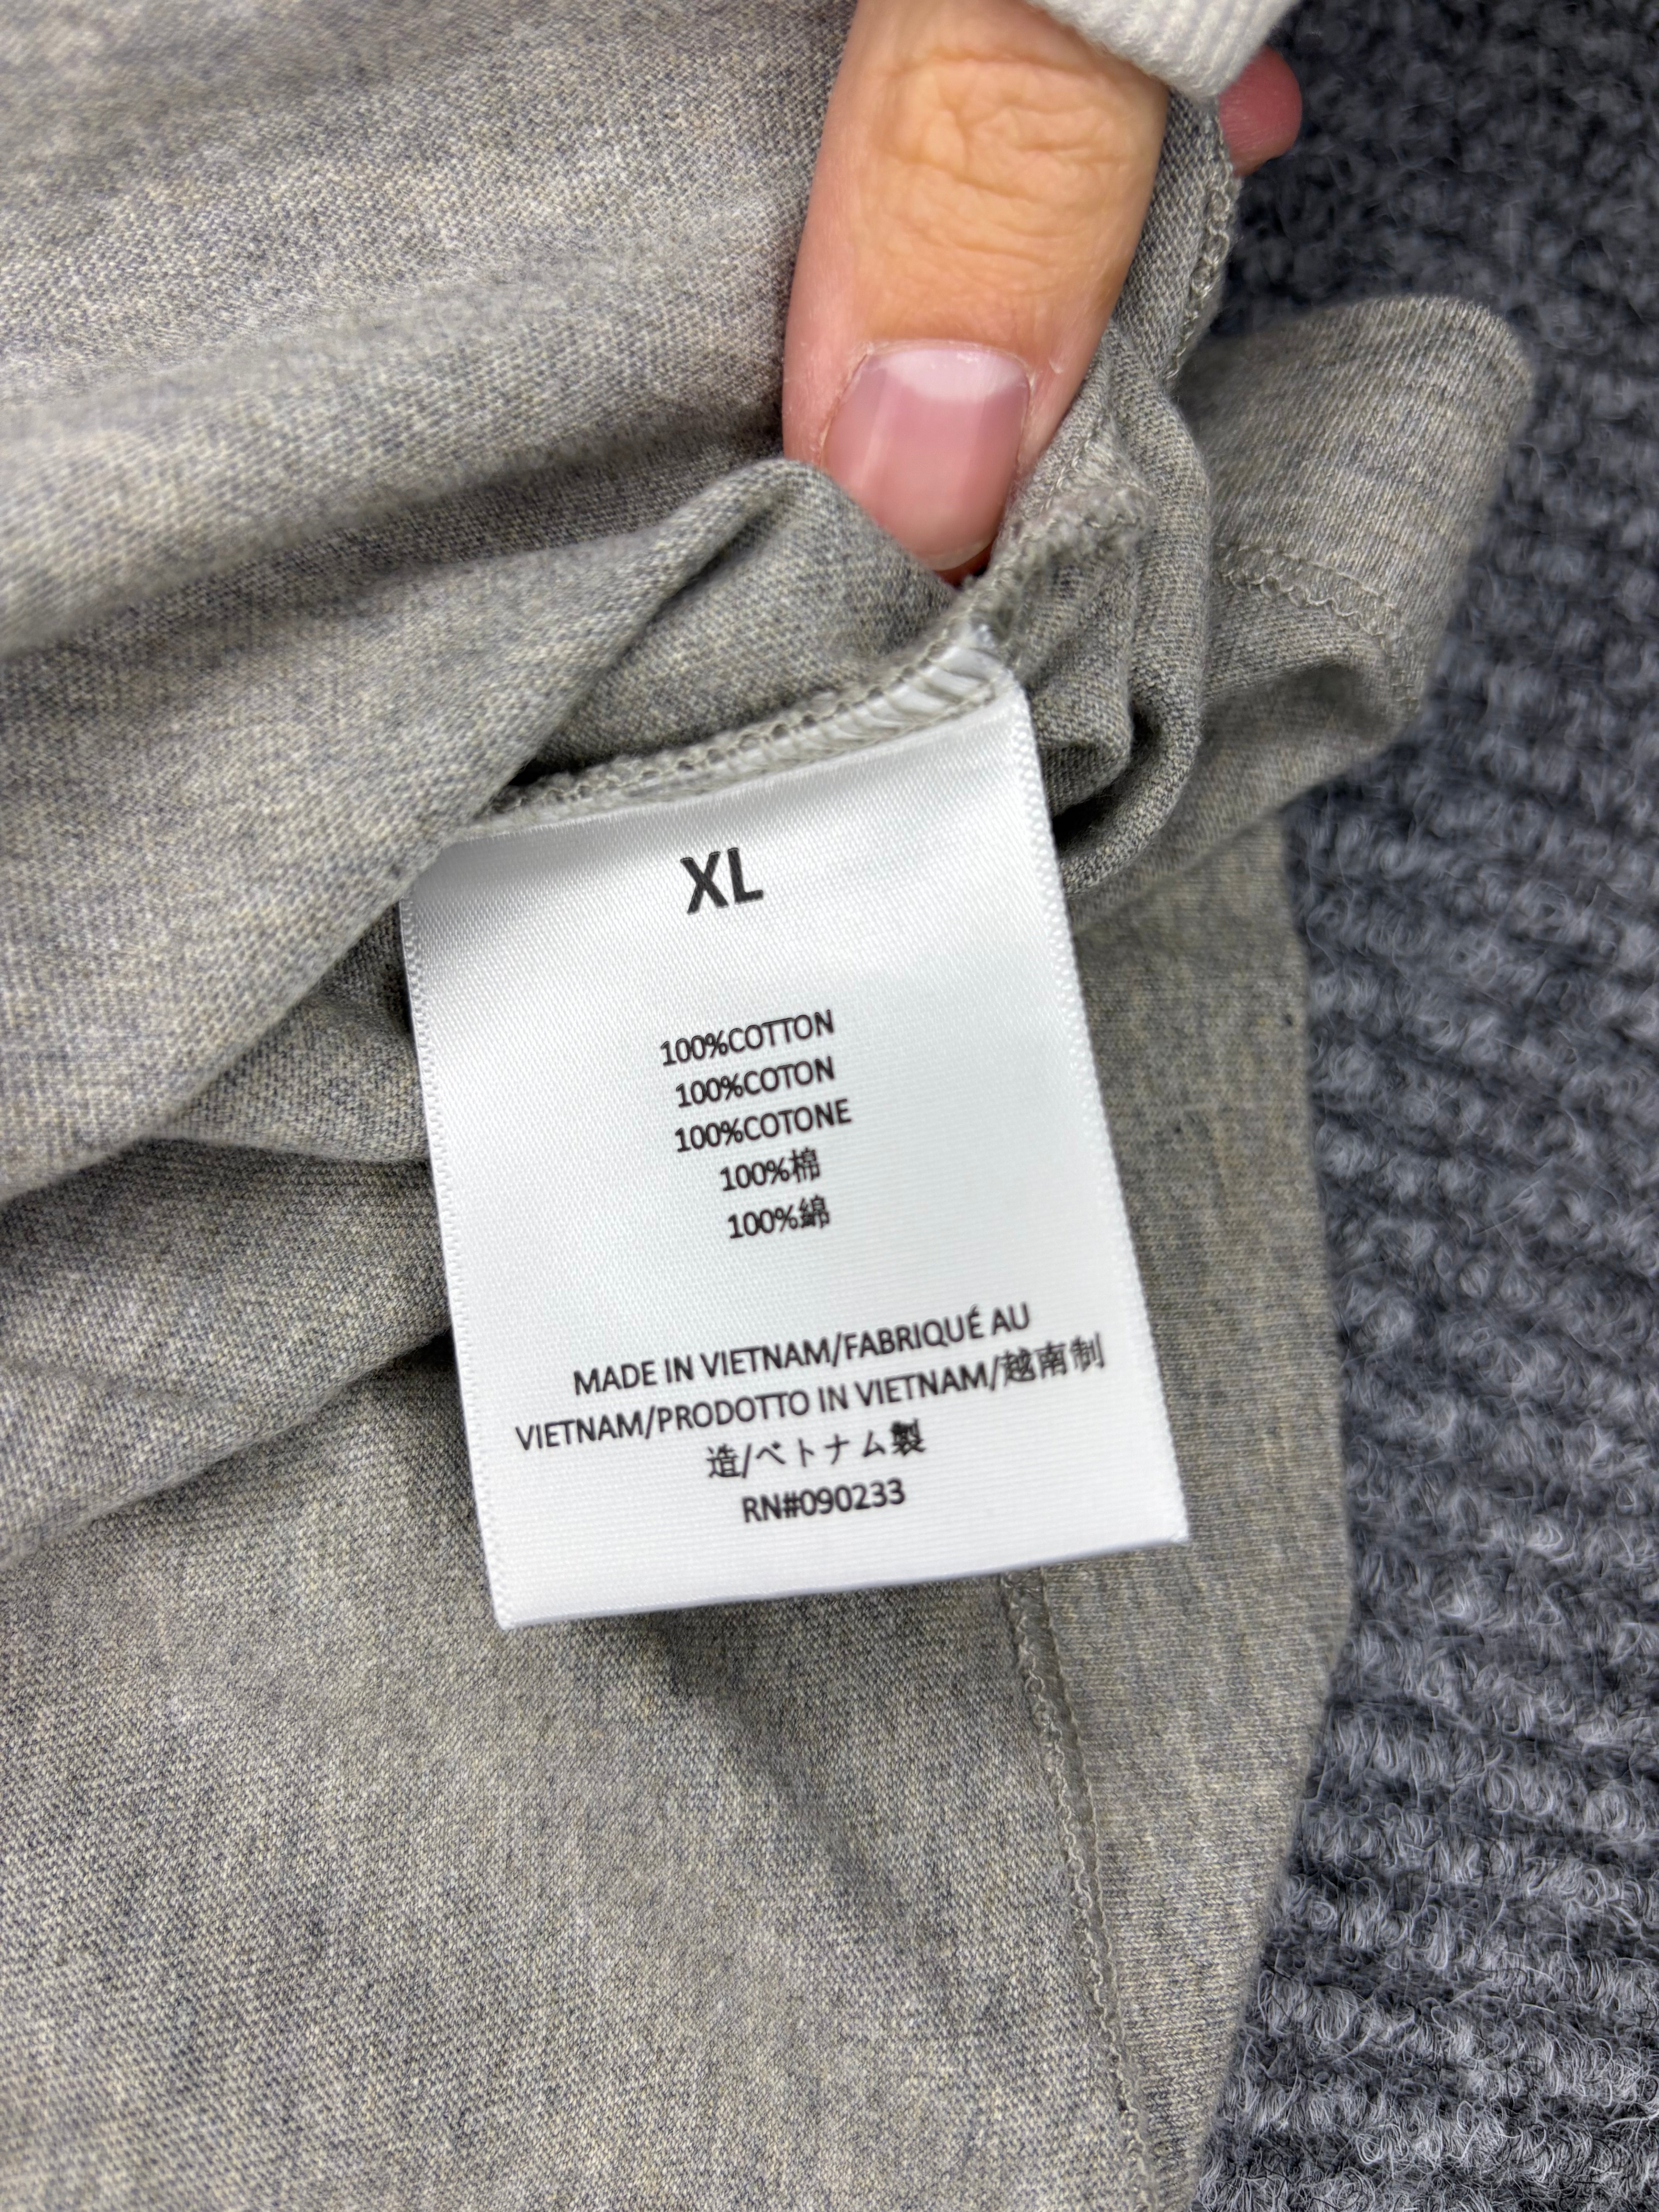 XL
100%COTTON
100%COTON
100%COTONE
100%棉
100%綿
MADE IN VIETNAM/FABRIQUÉ AU
VIETNAM/PRODOTTO IN VIETNAM/越南制
造/ベトナム製
RN#090233